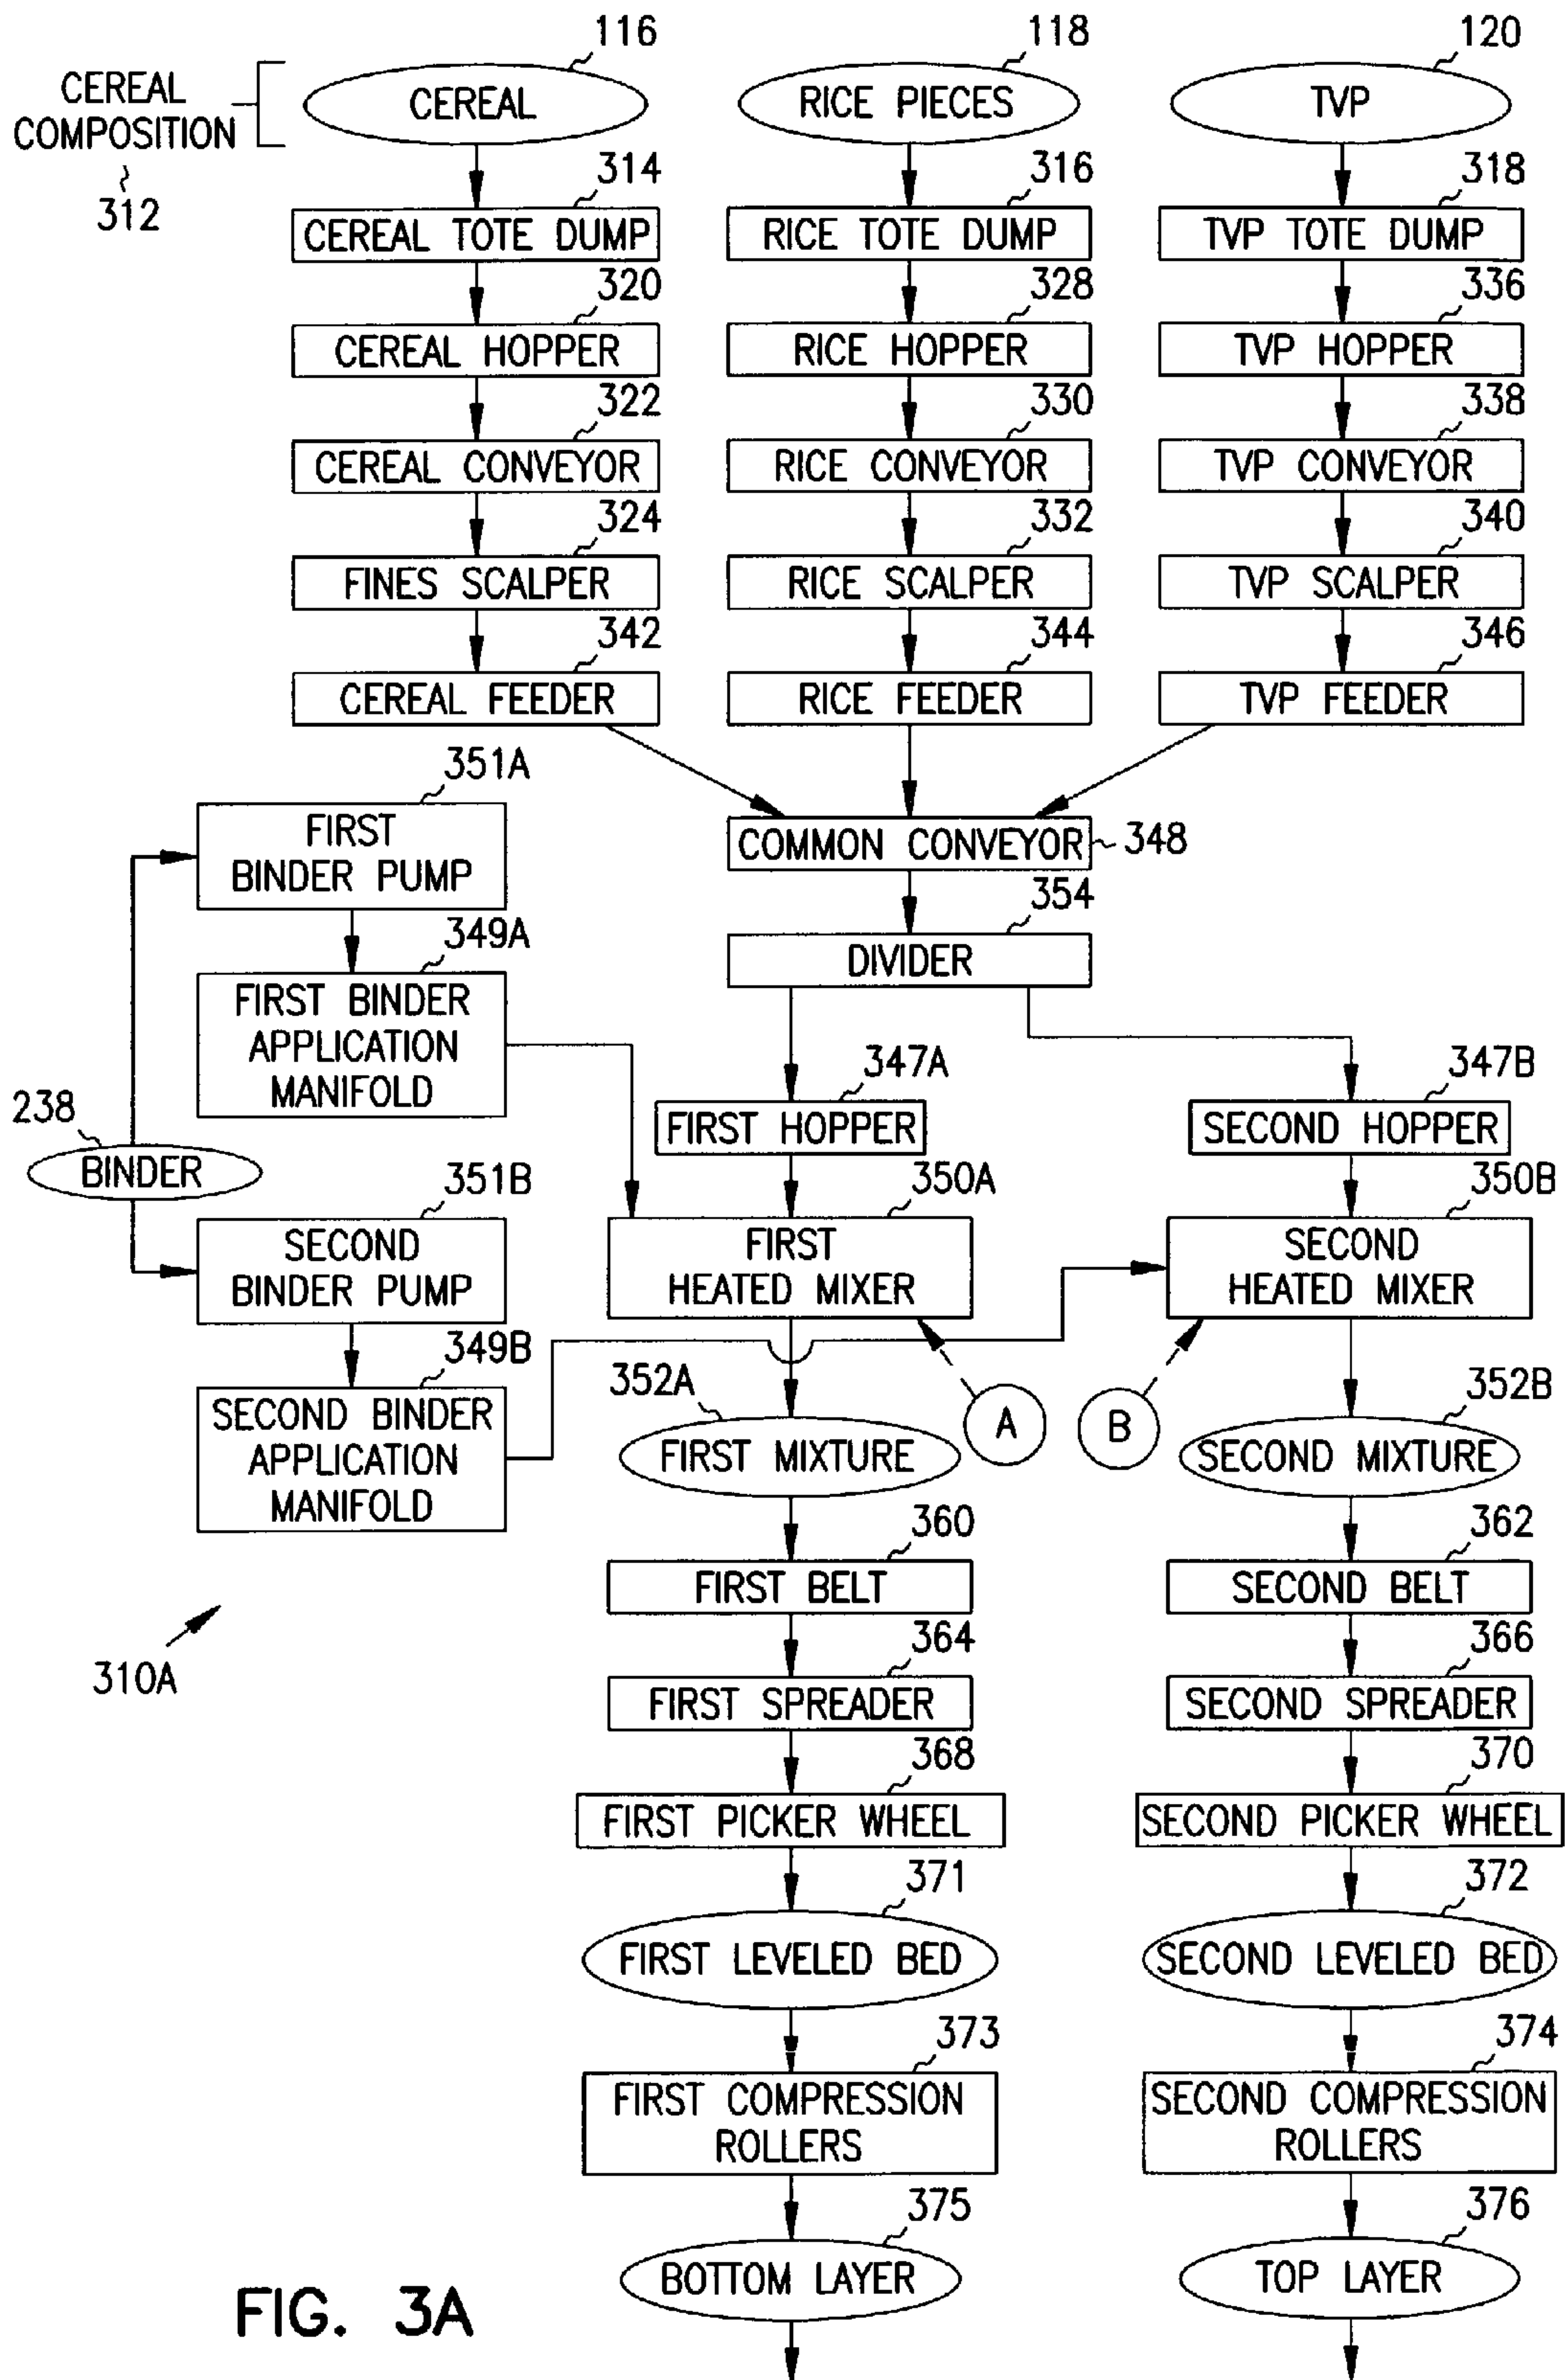 116
118
120
CEREAL
COMPOSITION
312
CEREAL
RICE PIECES
TVP
314
316
318
CEREAL TOTE DUMP
RICE TOTE DUMP
TVP TOTE DUMP
320
328
336
CEREAL HOPPER
RICE HOPPER
TVP HOPPER
322
330
338
CEREAL CONVEYOR
RICE CONVEYOR
TVP CONVEYOR
324
332
340
FINES SCALPER
RICE SCALPER
TVP SCALPER
342
344
346
CEREAL FEEDER
RICE FEEDER
TVP FEEDER
351A
FIRST
BINDER PUMP
COMMON CONVEYOR
348
354
DIVIDER
349A
FIRST BINDER
APPLICATION
MANIFOLD
347A
347B
FIRST HOPPER
SECOND HOPPER
238
BINDER
351B
SECOND
BINDER PUMP
350A
350B
FIRST
HEATED MIXER
SECOND
HEATED MIXER
349B
SECOND BINDER
APPLICATION
MANIFOLD
352A
A
B
352B
FIRST MIXTURE
SECOND MIXTURE
360
362
FIRST BELT
SECOND BELT
310A
364
366
FIRST SPREADER
SECOND SPREADER
368
370
FIRST PICKER WHEEL
SECOND PICKER WHEEL
371
372
FIRST LEVELED BED
SECOND LEVELED BED
373
374
FIRST COMPRESSION
ROLLERS
SECOND COMPRESSION
ROLLERS
375
376
BOTTOM LAYER
TOP LAYER
FIG. 3A